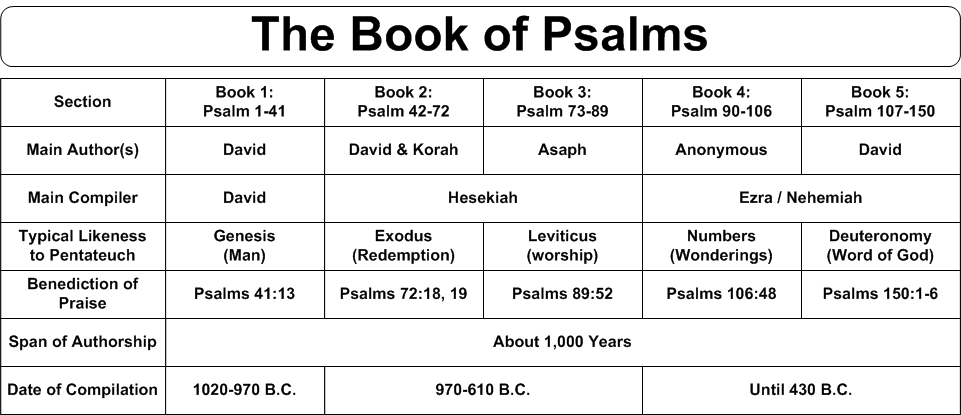 The Book of Psalms
Section
Book 1:
Psalm 1-41
Book 2:
Psalm 42-72
Book 3:
Psalm 73-89
Book 4:
Psalm 90-106
Book 5:
Psalm 107-150
Main Author(s)
David
David & Korah
Asaph
Anonymous
David
Main Compiler
David
Hesekiah
Ezra / Nehemiah
Typical Likeness
to Pentateuch
Genesis
(Man)
Exodus
(Redemption)
Leviticus
(worship)
Numbers
(Wonderings)
Deuteronomy
(Word of God)
Benediction of
Praise
Psalms 41:13
Psalms 72:18, 19
Psalms 89:52
Psalms 106:48
Psalms 150:1-6
Span of Authorship
About 1,000 Years
Date of Compilation
1020-970 B.C.
970-610 B.C.
Until 430 B.C.